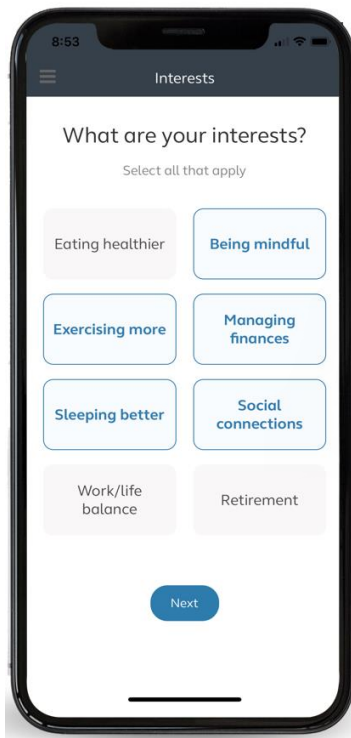 8:53
Interests
What are your interests?
Select all that apply
Eating healthier
Being mindful
Exercising more
Managing
finances
Sleeping better
Social
connections
Work/life
balance
Retirement
Next